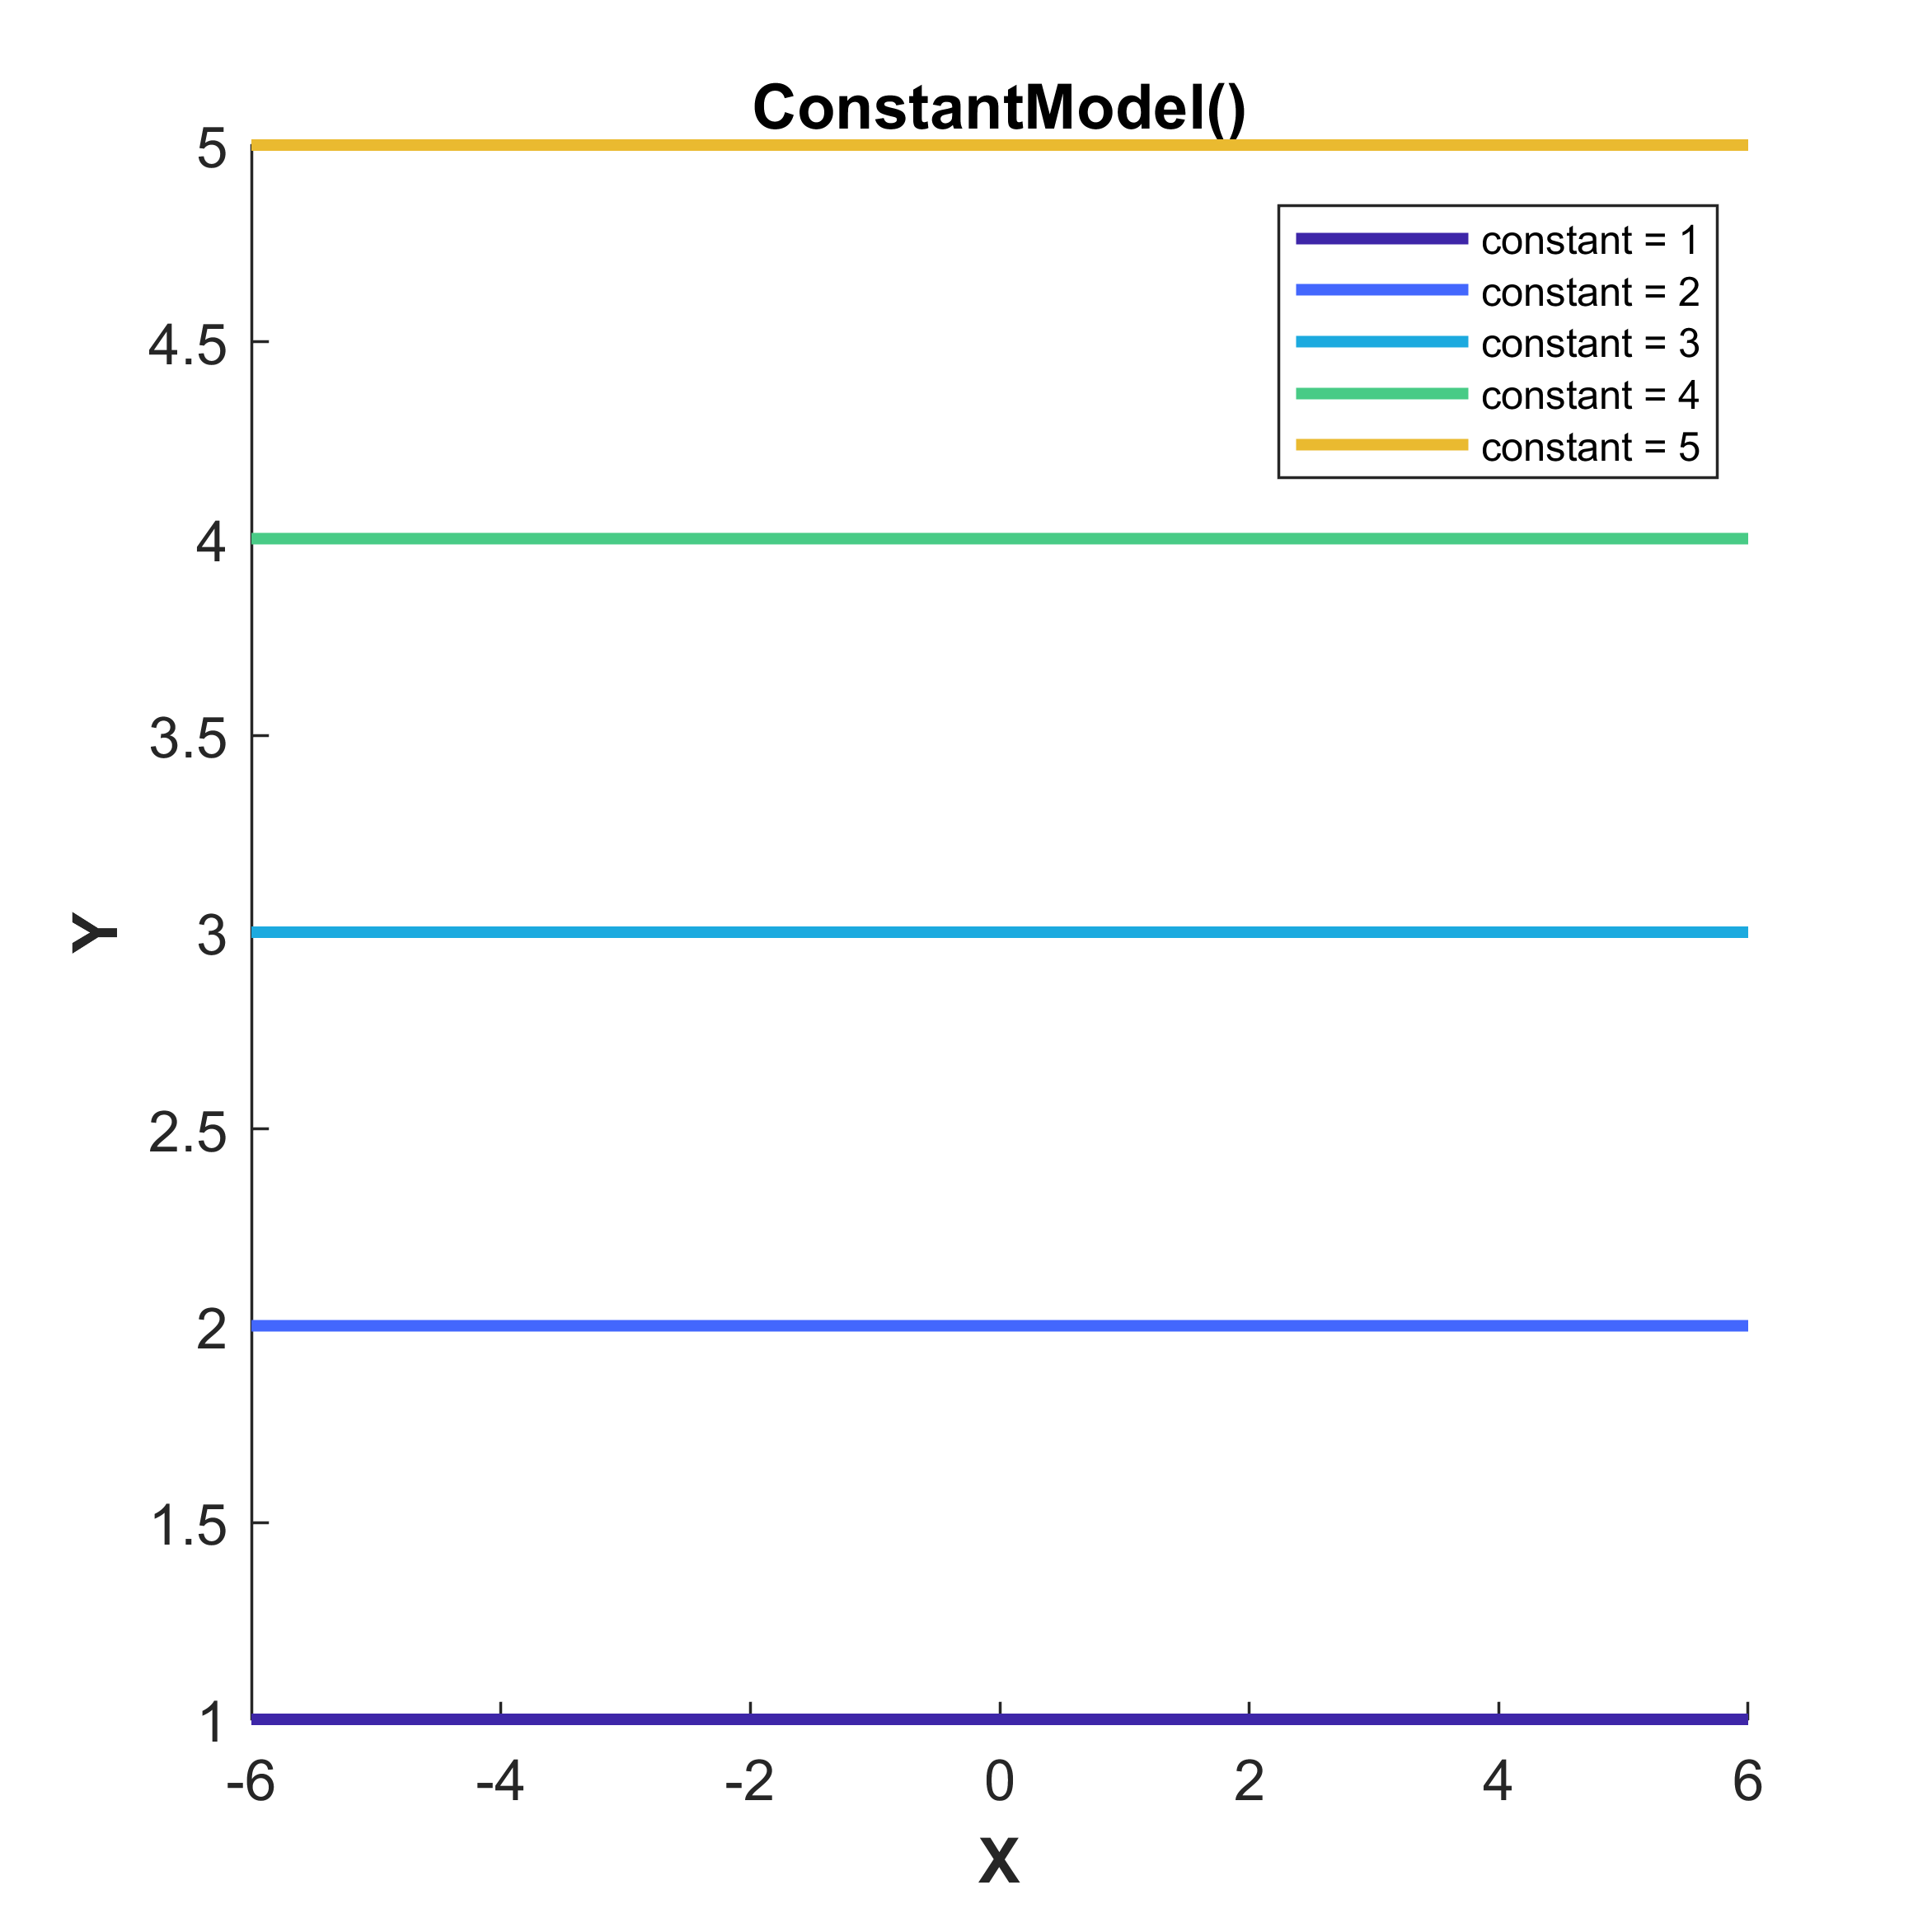 ConstantModel()
5
4.5
4
3.5
3
2.5
2
1.5
1
Y
constant = 1
constant = 2
constant = 3
constant = 4
constant = 5
-6 -4 -2 0 2 4 6
X